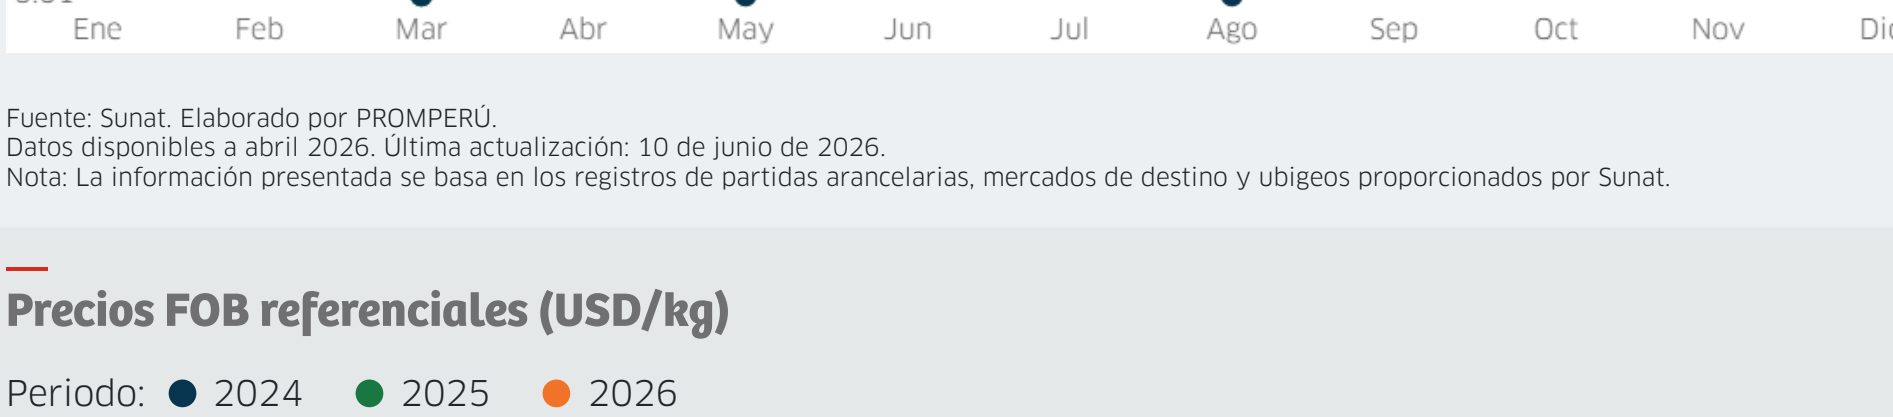 Ene Feb Mar Abr May Jun Jul Ago Sep Oct Nov
Fuente: Sunat. Elaborado por PROMPERÚ.
Datos disponibles a abril 2026. Última actualización: 10 de junio de 2026.
Nota: La información presentada se basa en los registros de partidas arancelarias, mercados de destino y ubigeos proporcionados por Sunat.
Precios FOB referenciales (USD/kg)
Periodo: 2024 2025 2026